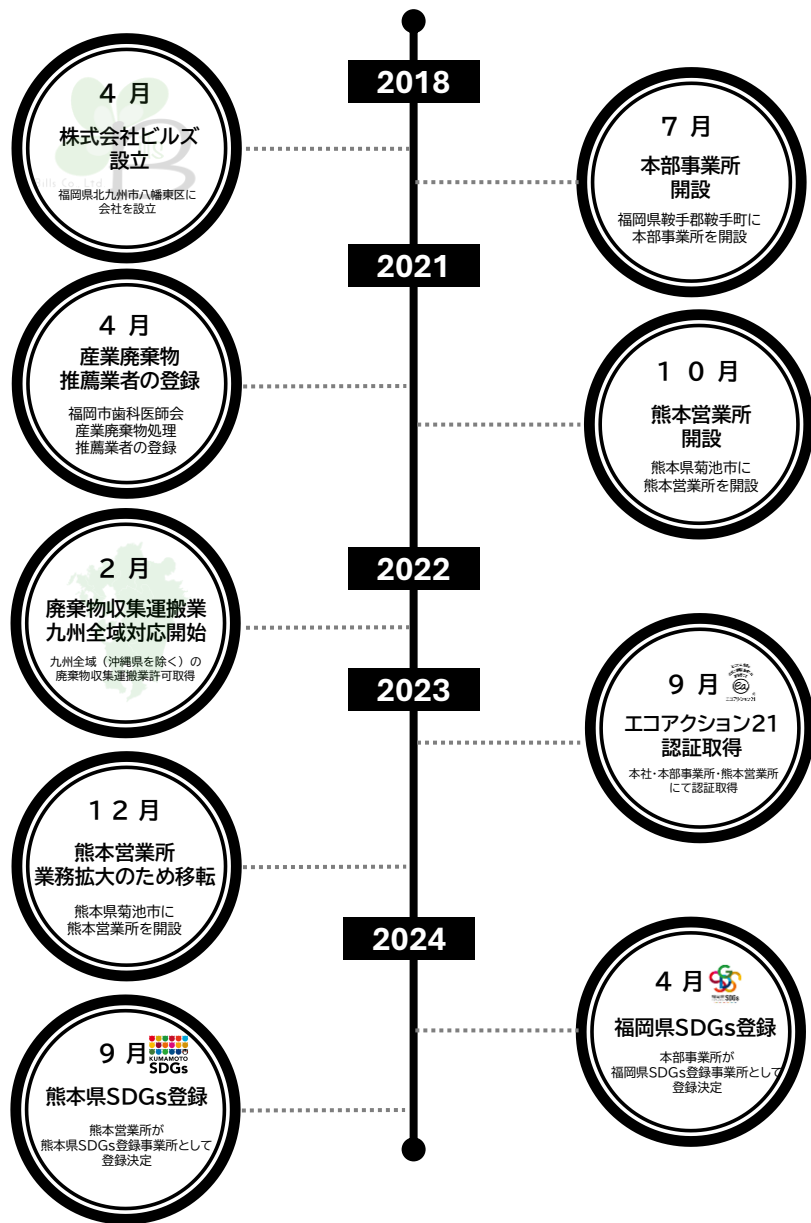 2018
4 月
株式会社ビルズ
設立
福岡県北九州市八幡東区に
会社を設立
7 月
本部事業所
開設
福岡県鞍手郡鞍手町に
本部事業所を開設
2021
4 月
産業廃棄物
推薦業者の登録
福岡市歯科医師会
産業廃棄物処理
推薦業者の登録
10 月
熊本営業所
開設
熊本県菊池市に
熊本営業所を開設
2022
2 月
廃棄物収集運搬業
九州全域対応開始
九州全域（沖縄県を除く）の
廃棄物収集運搬業許可取得
2023
9 月
エコアクション21
エコアクション21
認証取得
本社・本部事業所・熊本営業所
にて認証取得
12 月
熊本営業所
業務拡大のため移転
熊本県菊池市に
熊本営業所を開設
2024
4 月
SDGs
福岡県SDGs登録
本部事業所が
福岡県SDGs登録事業所として
登録決定
9 月
KUMAMOTO
SDGs
熊本県SDGs登録
熊本営業所が
熊本県SDGs登録事業所として
登録決定